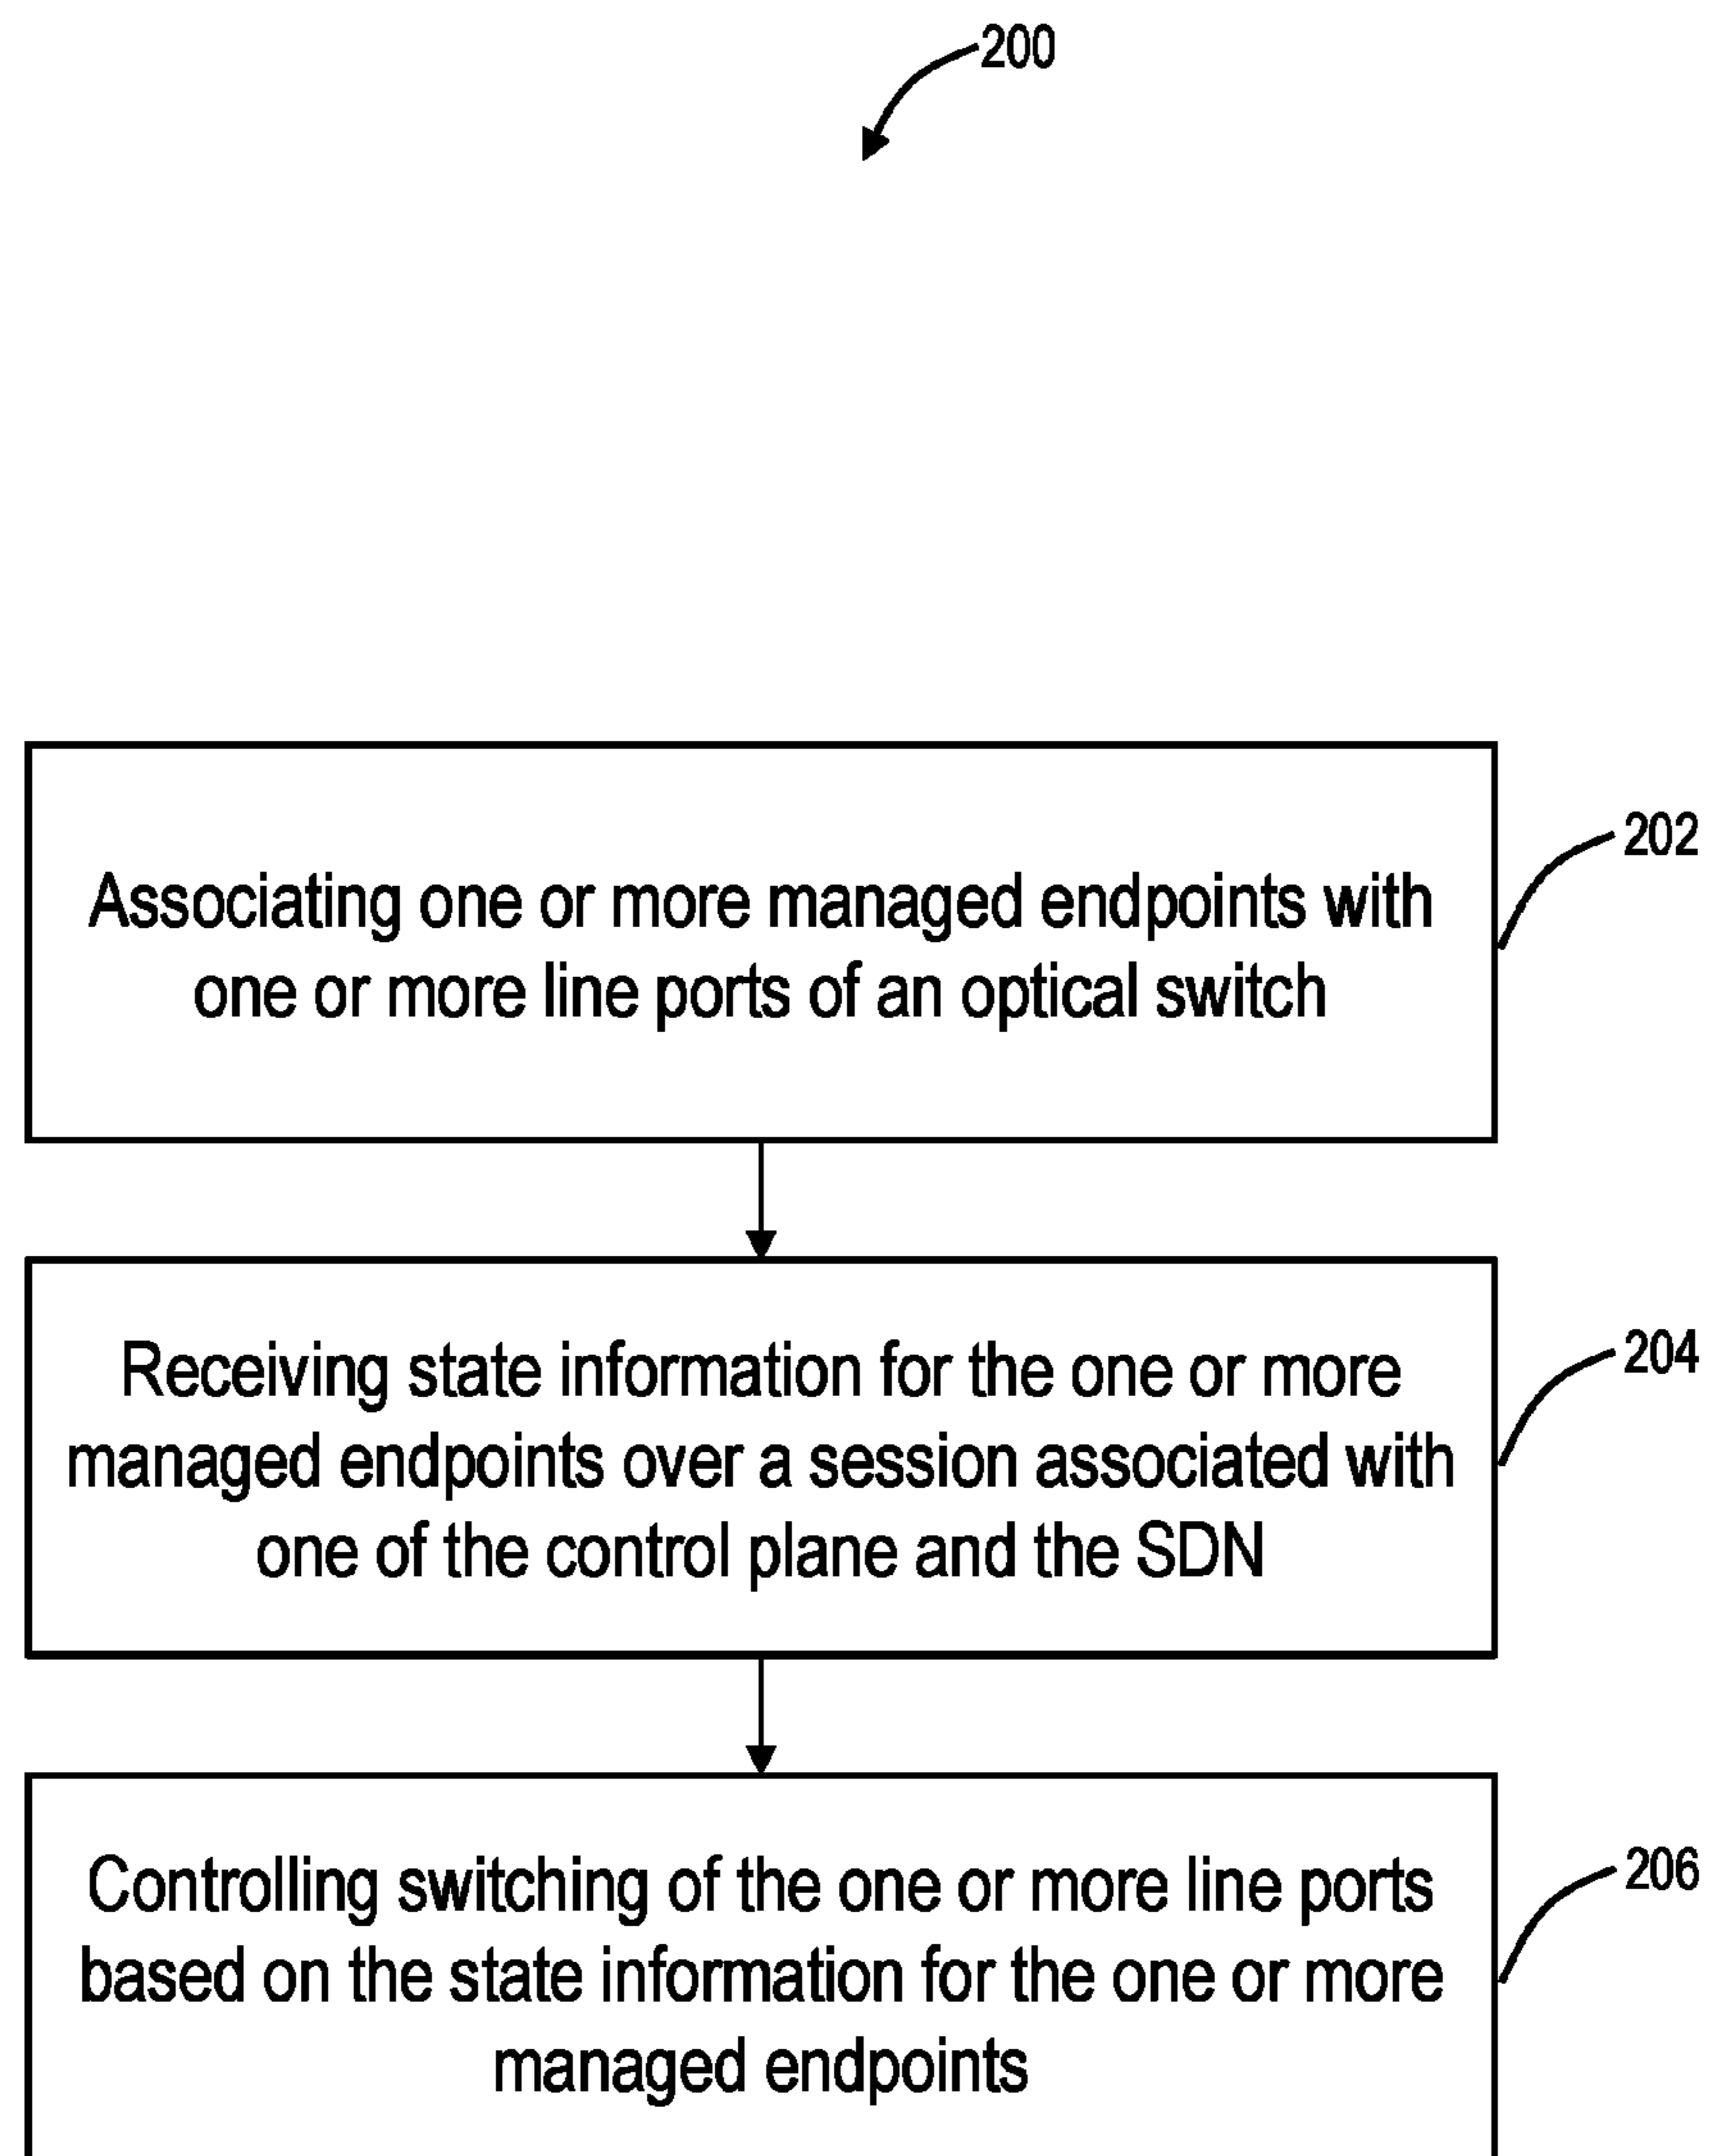 200
Associating one or more managed endpoints with
one or more line ports of an optical switch
202
Receiving state information for the one or more
managed endpoints over a session associated with
one of the control plane and the SDN
204
Controlling switching of the one or more line ports
based on the state information for the one or more
managed endpoints
206